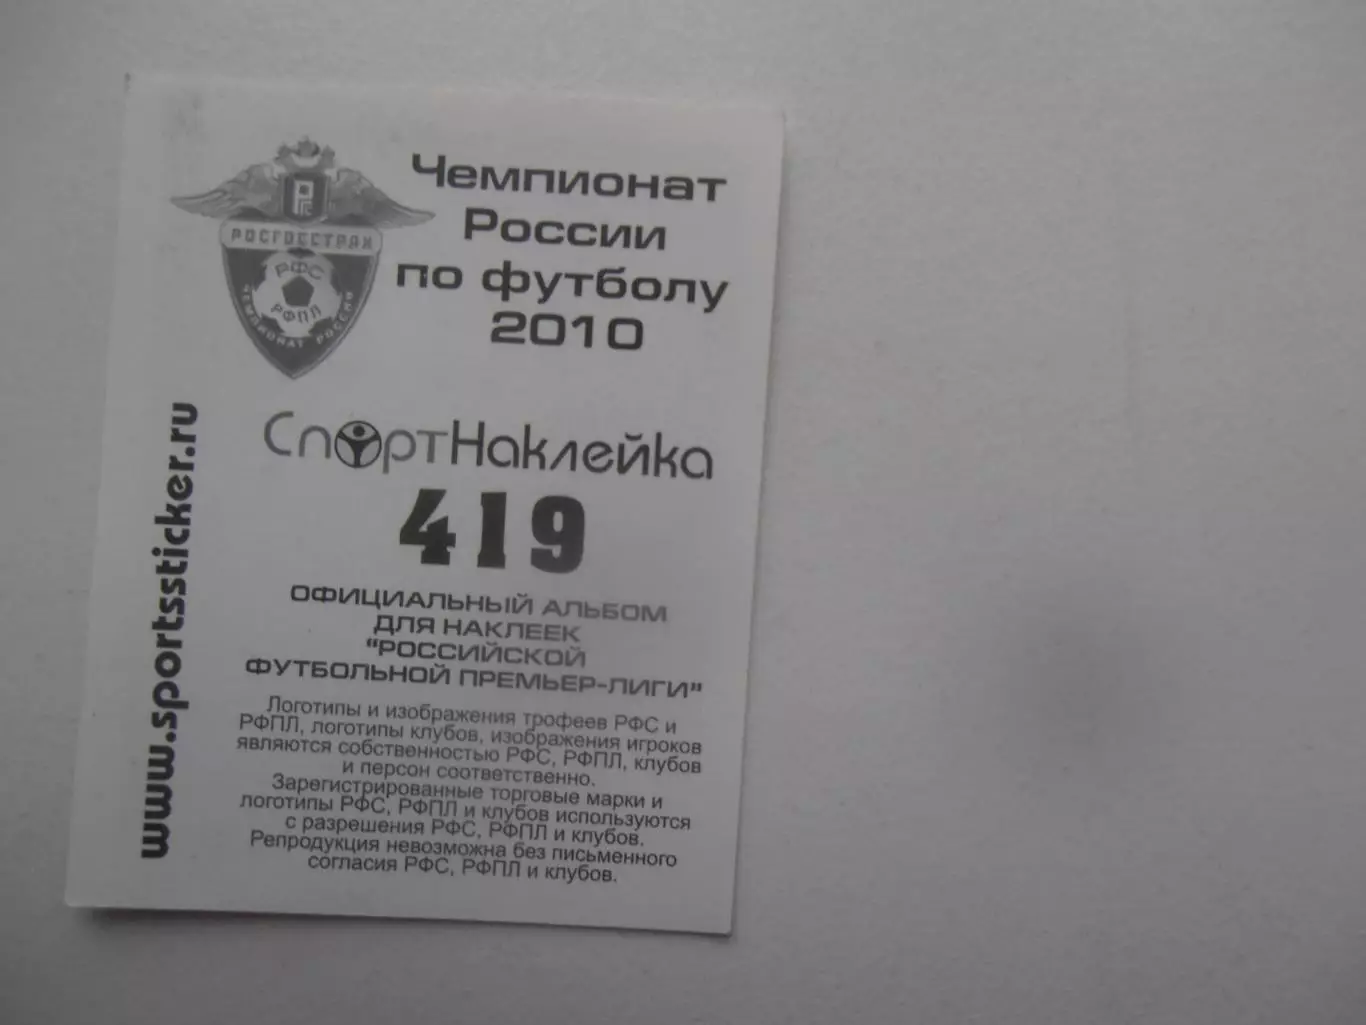 Чемпионат
России
по футболу
2010
РОСГОССТРАХ
РФС
РФПЛ
ЧЕМПИОНАТ РОССИИ
СпортНаклейка
419
ОФИЦИАЛЬНЫЙ АЛЬБОМ
ДЛЯ НАКЛЕЕК
"РОССИЙСКОЙ
ФУТБОЛЬНОЙ ПРЕМЬЕР-ЛИГИ"
Логотипы и изображения трофеев РФС и
РФПЛ, логотипы клубов, изображения игроков
являются собственностью РФС, РФПЛ, клубов
и персон соответственно.
Зарегистрированные торговые марки и
логотипы РФС, РФПЛ и клубов используются
с разрешения РФС, РФПЛ и клубов.
Репродукция невозможна без письменного
согласия РФС, РФПЛ и клубов.
www.sportssticker.ru